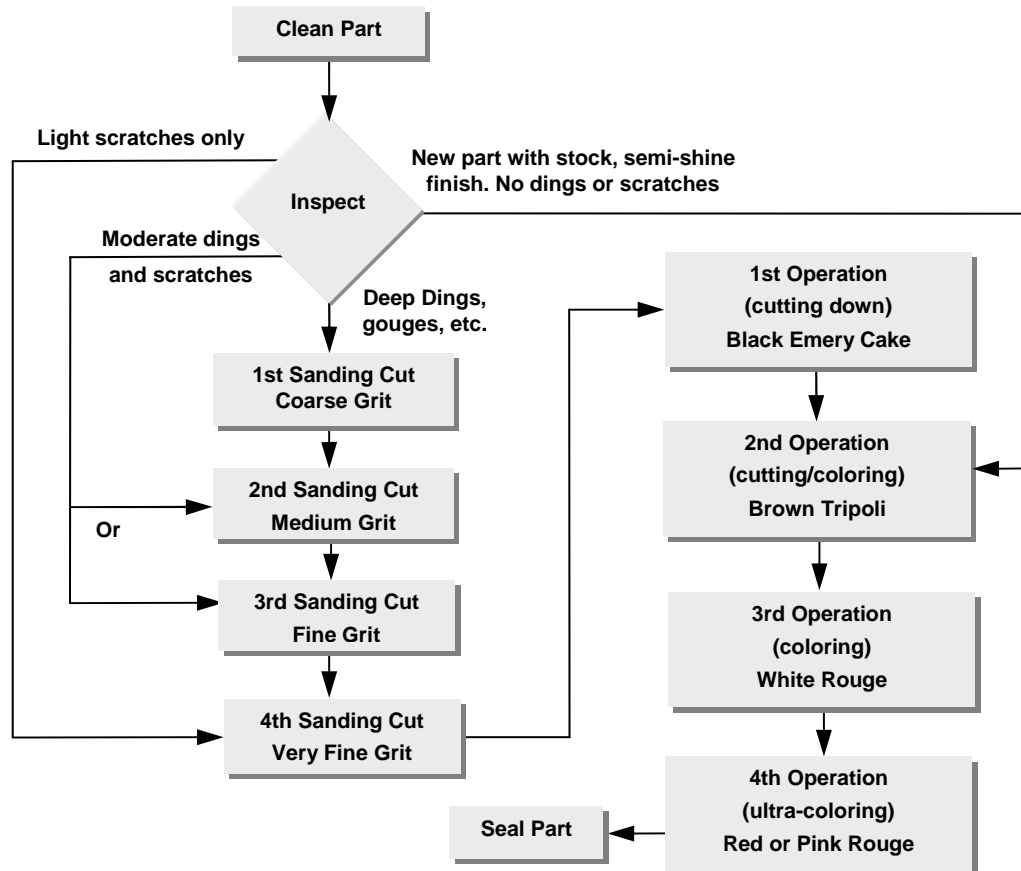 Clean Part
Light scratches only
New part with stock, semi-shine
finish. No dings or scratches
Inspect
Moderate dings
and scratches
Deep Dings,
gouges, etc.
1st Sanding Cut
Coarse Grit
2nd Sanding Cut
Medium Grit
Or
3rd Sanding Cut
Fine Grit
4th Sanding Cut
Very Fine Grit
1st Operation
(cutting down)
Black Emery Cake
2nd Operation
(cutting/coloring)
Brown Tripoli
3rd Operation
(coloring)
White Rouge
4th Operation
(ultra-coloring)
Red or Pink Rouge
Seal Part